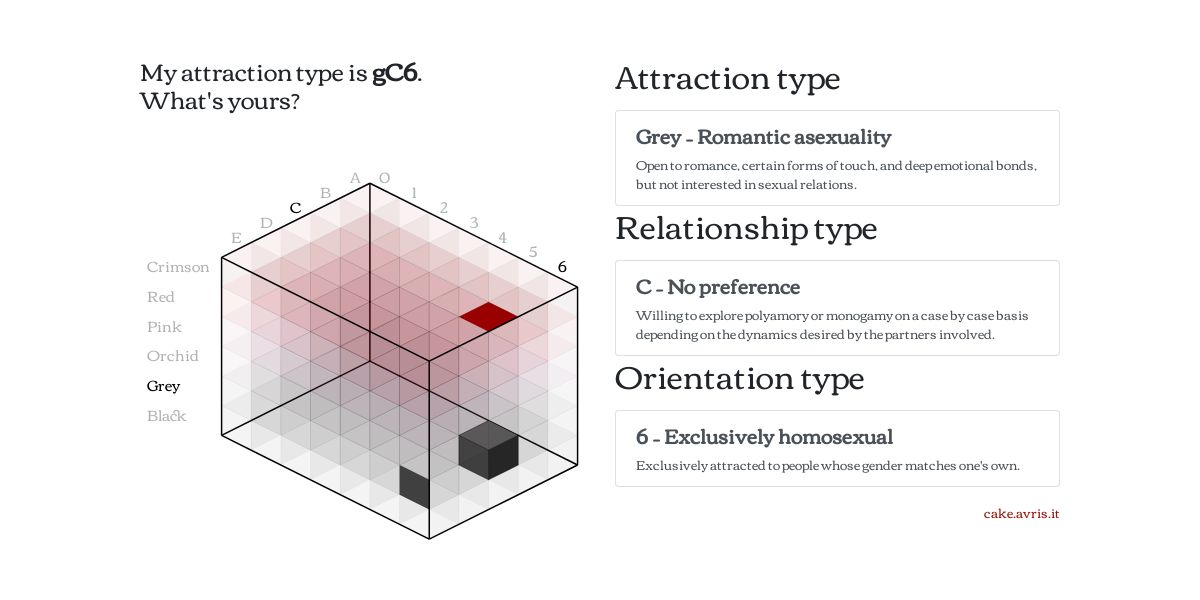 My attraction type is gC6.
What's yours?
A
O
B
1
C
2
D
3
E
4
5
6
Crimson
Red
Pink
Orchid
Grey
Black
Attraction type
Grey - Romantic asexuality
Open to romance, certain forms of touch, and deep emotional bonds,
but not interested in sexual relations.
Relationship type
C - No preference
Willing to explore polyamory or monogamy on a case by case basis
depending on the dynamics desired by the partners involved.
Orientation type
6 - Exclusively homosexual
Exclusively attracted to people whose gender matches one's own.
cake.avris.it